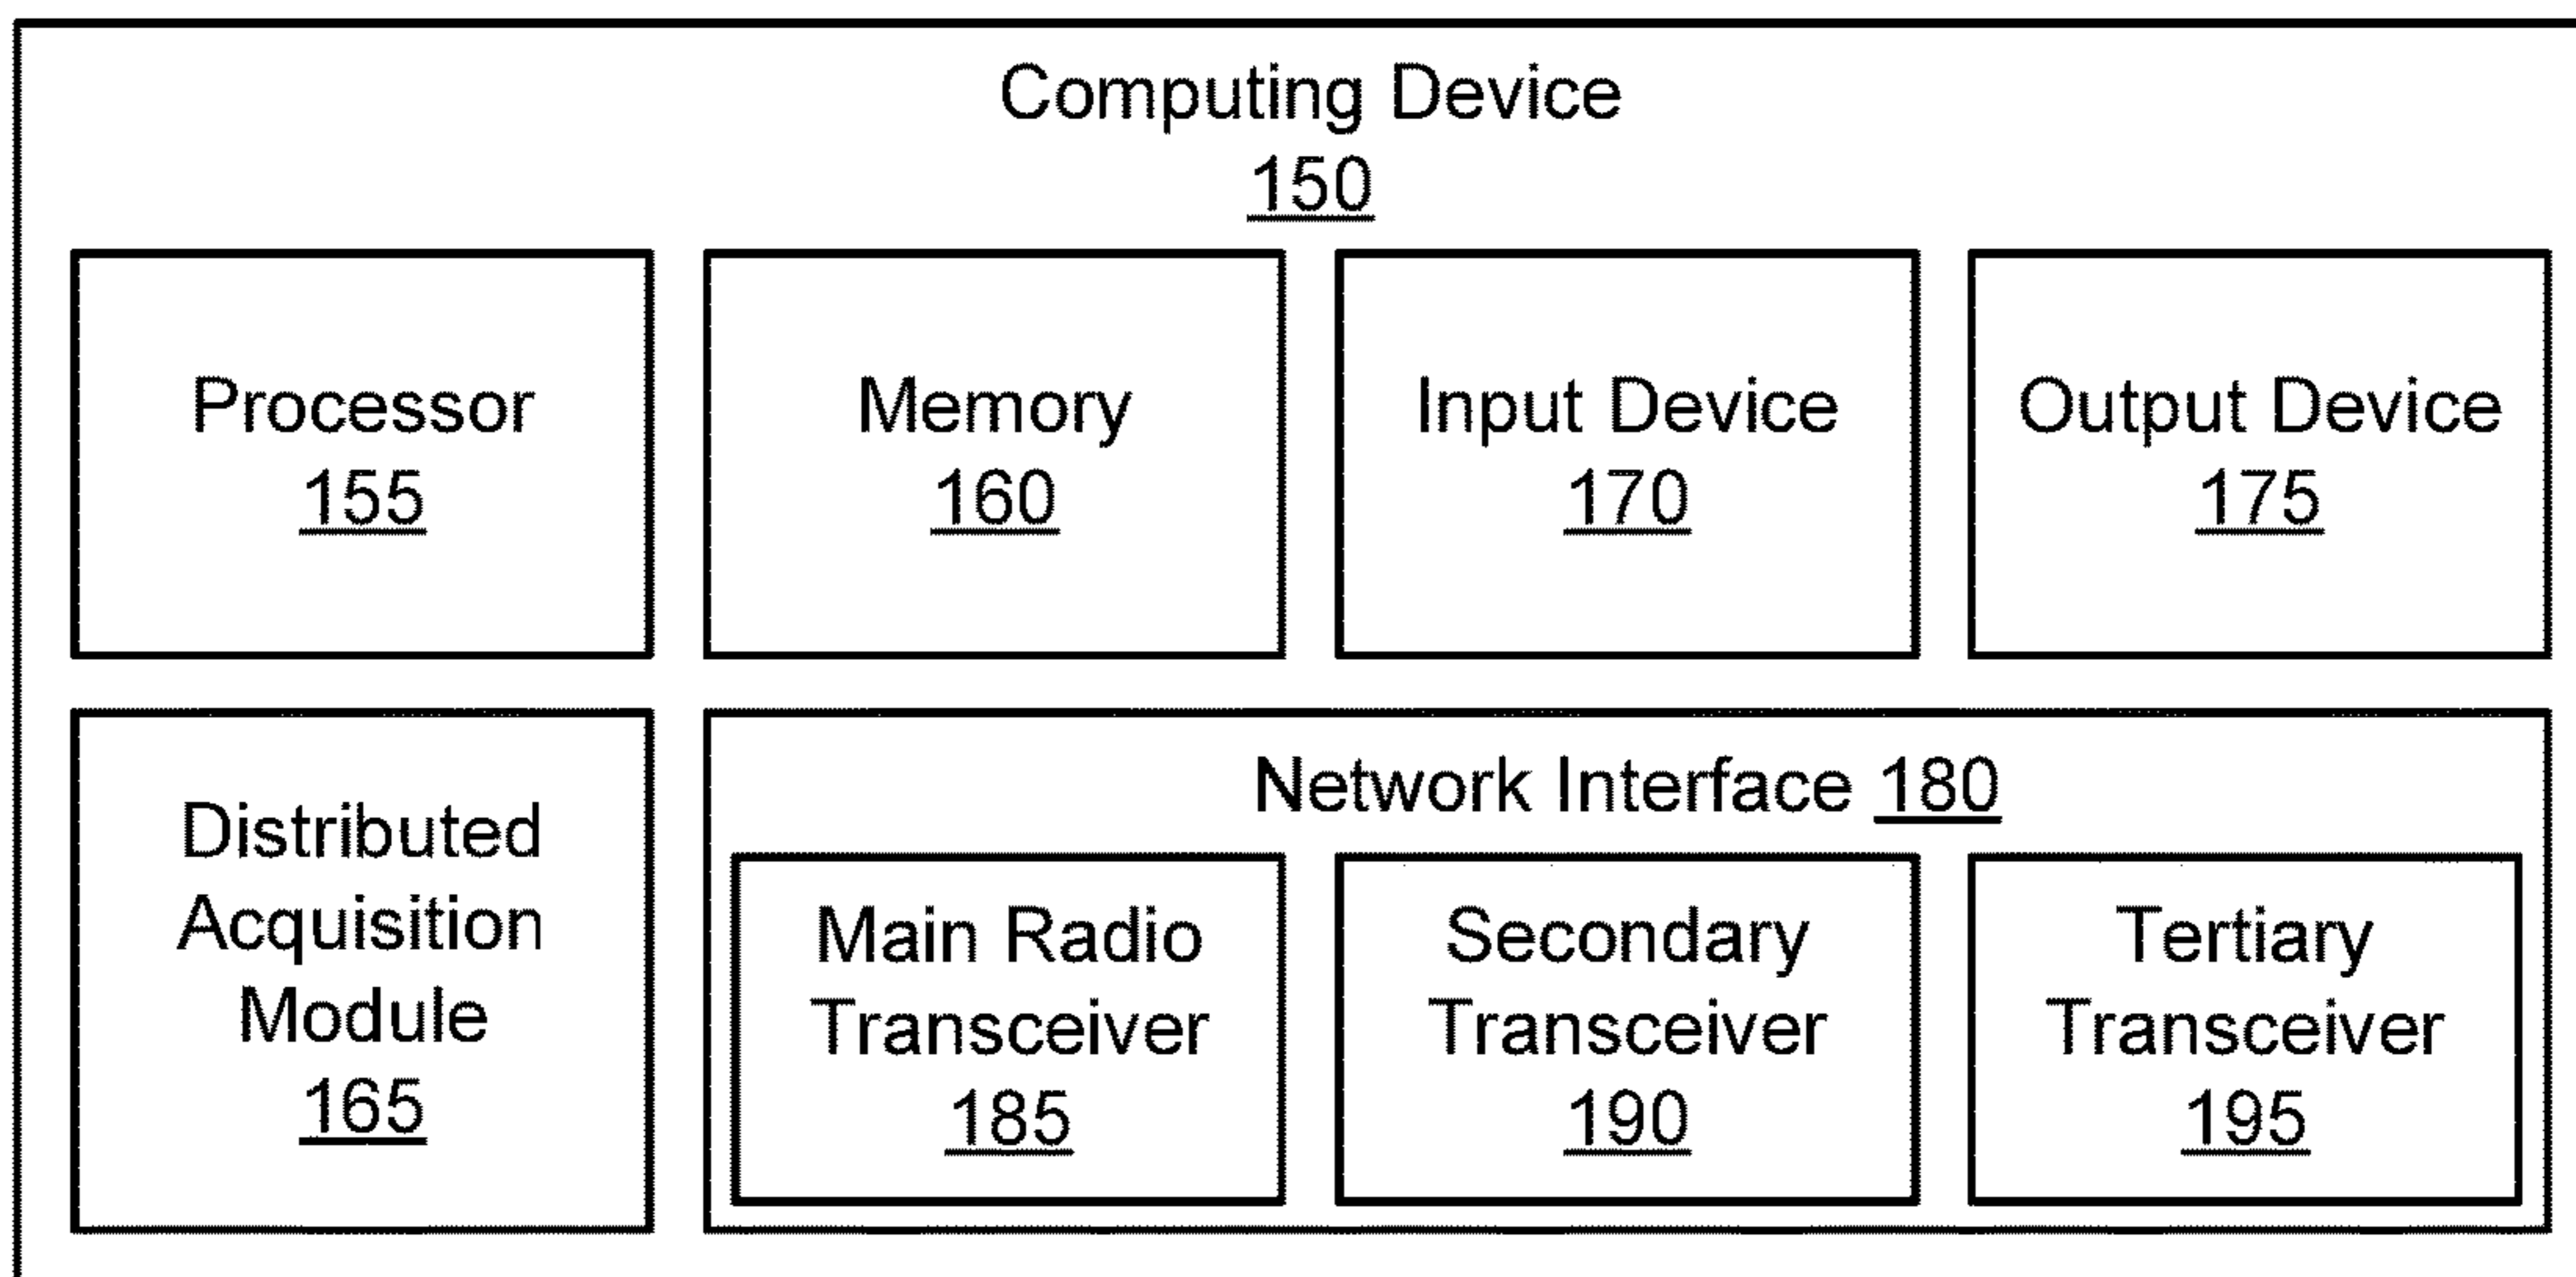 Computing Device
150
Processor
155
Memory
160
Input Device
170
Output Device
175
Distributed
Acquisition
Module
165
Network Interface 180
Main Radio
Transceiver
185
Secondary
Transceiver
190
Tertiary
Transceiver
195